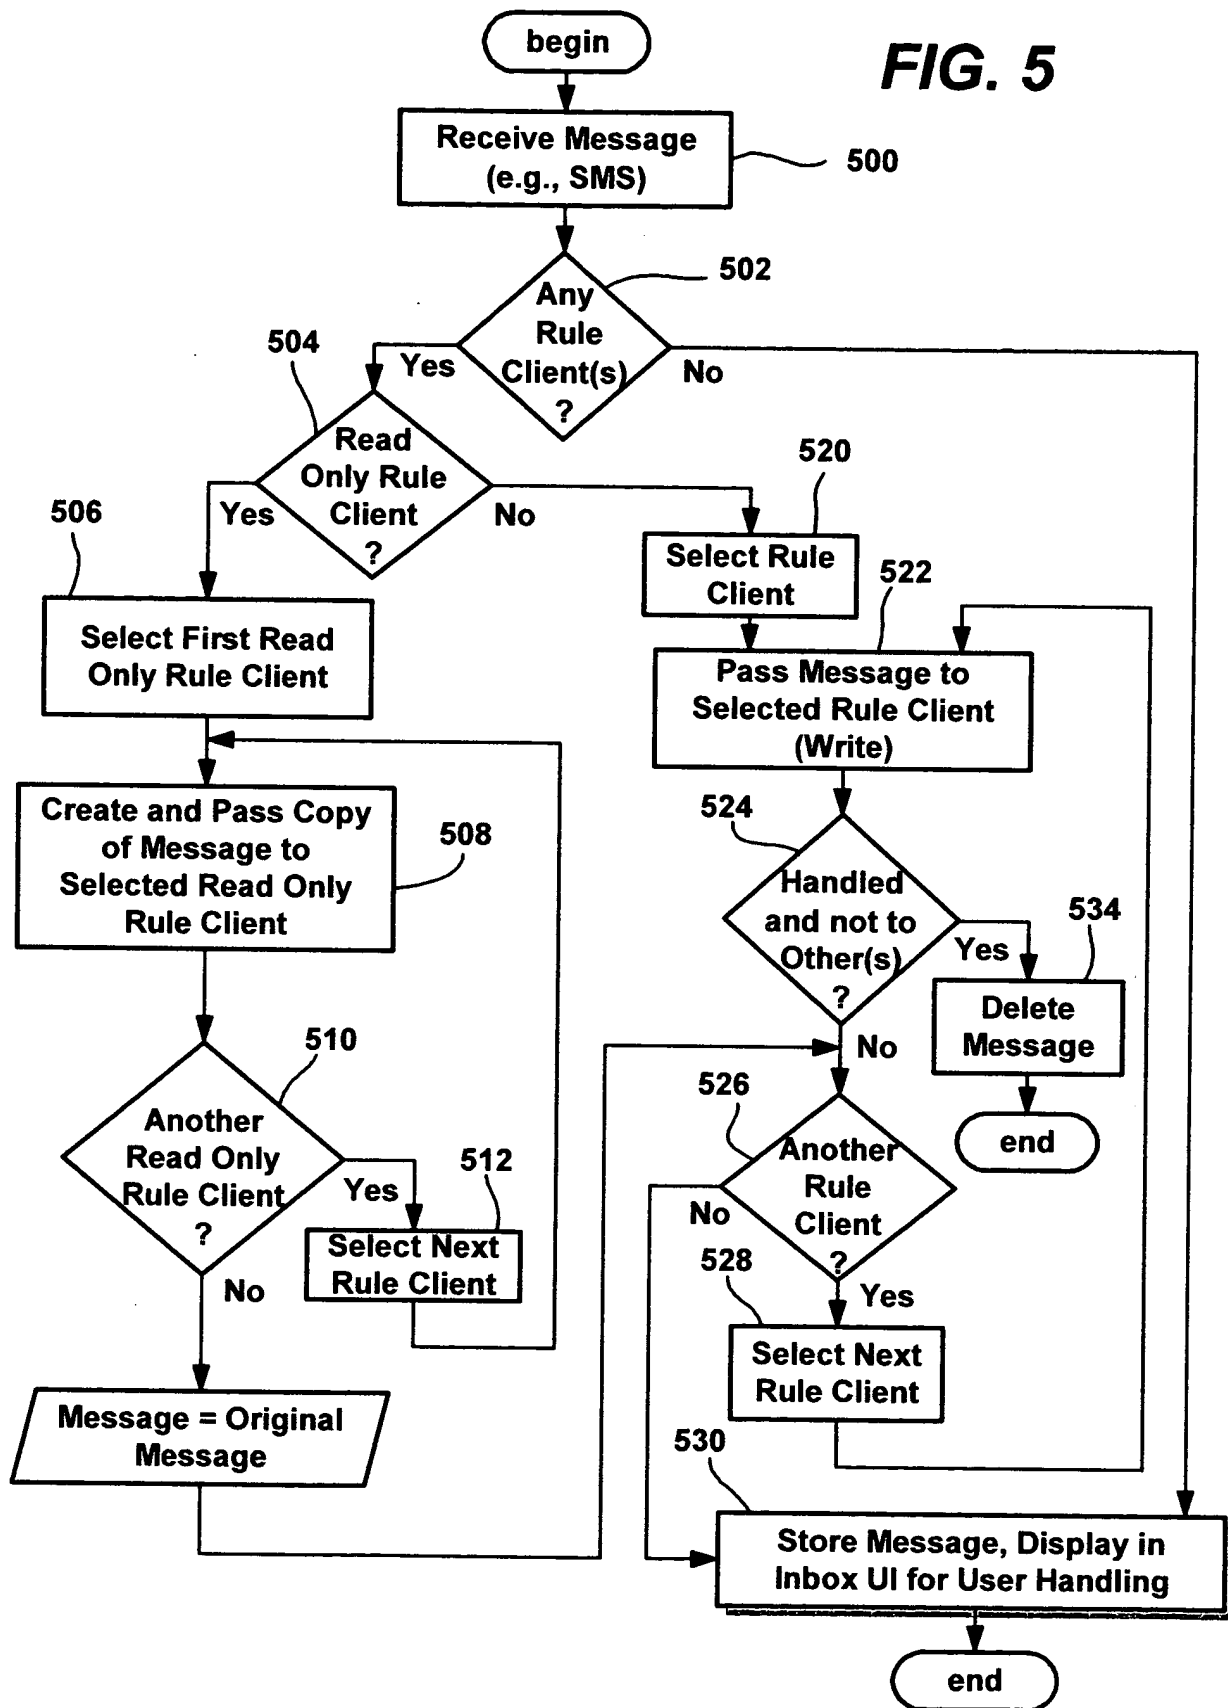 begin
FIG. 5
Receive Message
(e.g., SMS)
500
502
Any
Rule
Client(s)
?
Yes
No
504
Read
Only Rule
Client
?
Yes
No
506
Select First Read
Only Rule Client
520
Select Rule
Client
522
Pass Message to
Selected Rule Client
(Write)
Create and Pass Copy
of Message to
Selected Read Only
Rule Client
508
524
Handled
and not to
Other(s)
?
Yes
No
534
Delete
Message
end
510
Another
Read Only
Rule Client
?
Yes
No
512
Select Next
Rule Client
526
Another
Rule
Client
?
No
Yes
528
Select Next
Rule Client
Message = Original
Message
530
Store Message, Display in
Inbox UI for User Handling
end